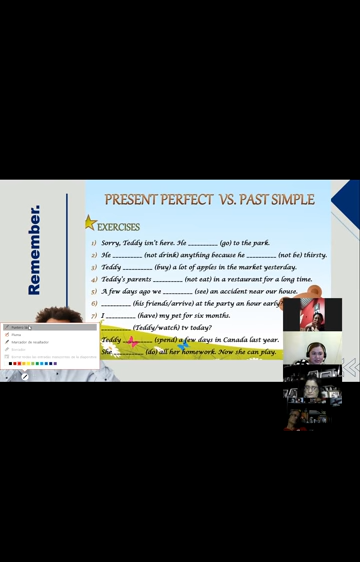 Remember.
PRESENT PERFECT VS. PAST SIMPLE
EXERCISES
1) Sorry, Teddy isn't here. He ________ (go) to the park.
2) He ________ (not drink) anything because he ________ (not be) thirsty.
3) Teddy ________ (buy) a lot of apples in the market yesterday.
4) Teddy's parents ________ (not eat) in a restaurant for a long time.
5) A few days ago we ________ (see) an accident near our house.
6) ________ (his friends/arrive) at the party an hour early
7) I ________ (have) my pet for six months.
________ (Teddy/watch) tv today?
Teddy ________ (spend) a few days in Canada last year.
She ________ (do) all her homework. Now she can play.